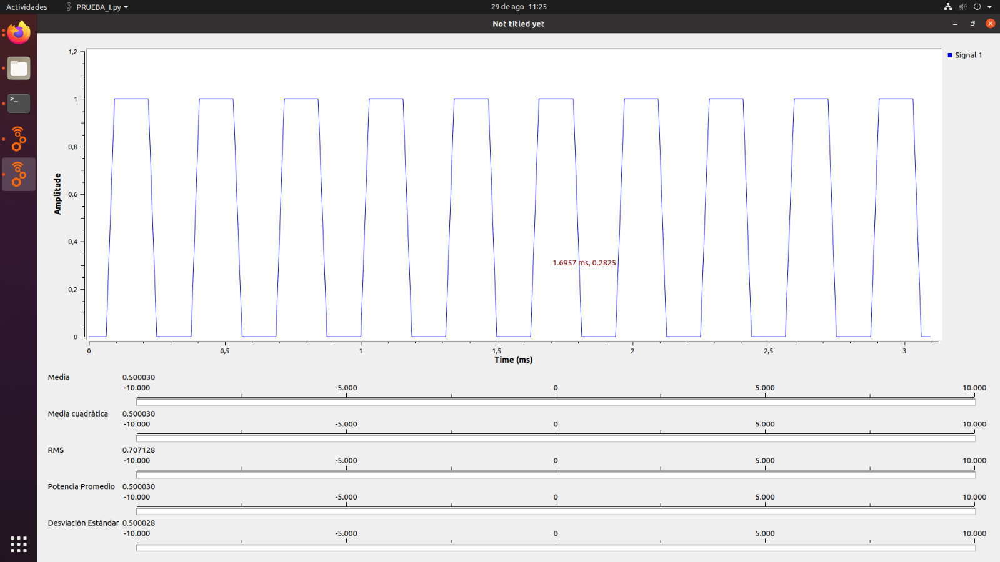 Actividades PRUEBA_I.py 29 de ago 11:25
Not titled yet
1,2
1
0,8
0,6
0,4
0,2
0
Amplitude
Signal 1
1.6957 ms, 0.2825
0 0,5 1 1,5 2 2,5 3
Time (ms)
Media 0.500030
-10.000 -5.000 0 5.000 10.000
Media cuadràtica 0.500030
-10.000 -5.000 0 5.000 10.000
RMS 0.707128
-10.000 -5.000 0 5.000 10.000
Potencia Promedio 0.500030
-10.000 -5.000 0 5.000 10.000
Desviaciòn Estàndar 0.500028
-10.000 -5.000 0 5.000 10.000